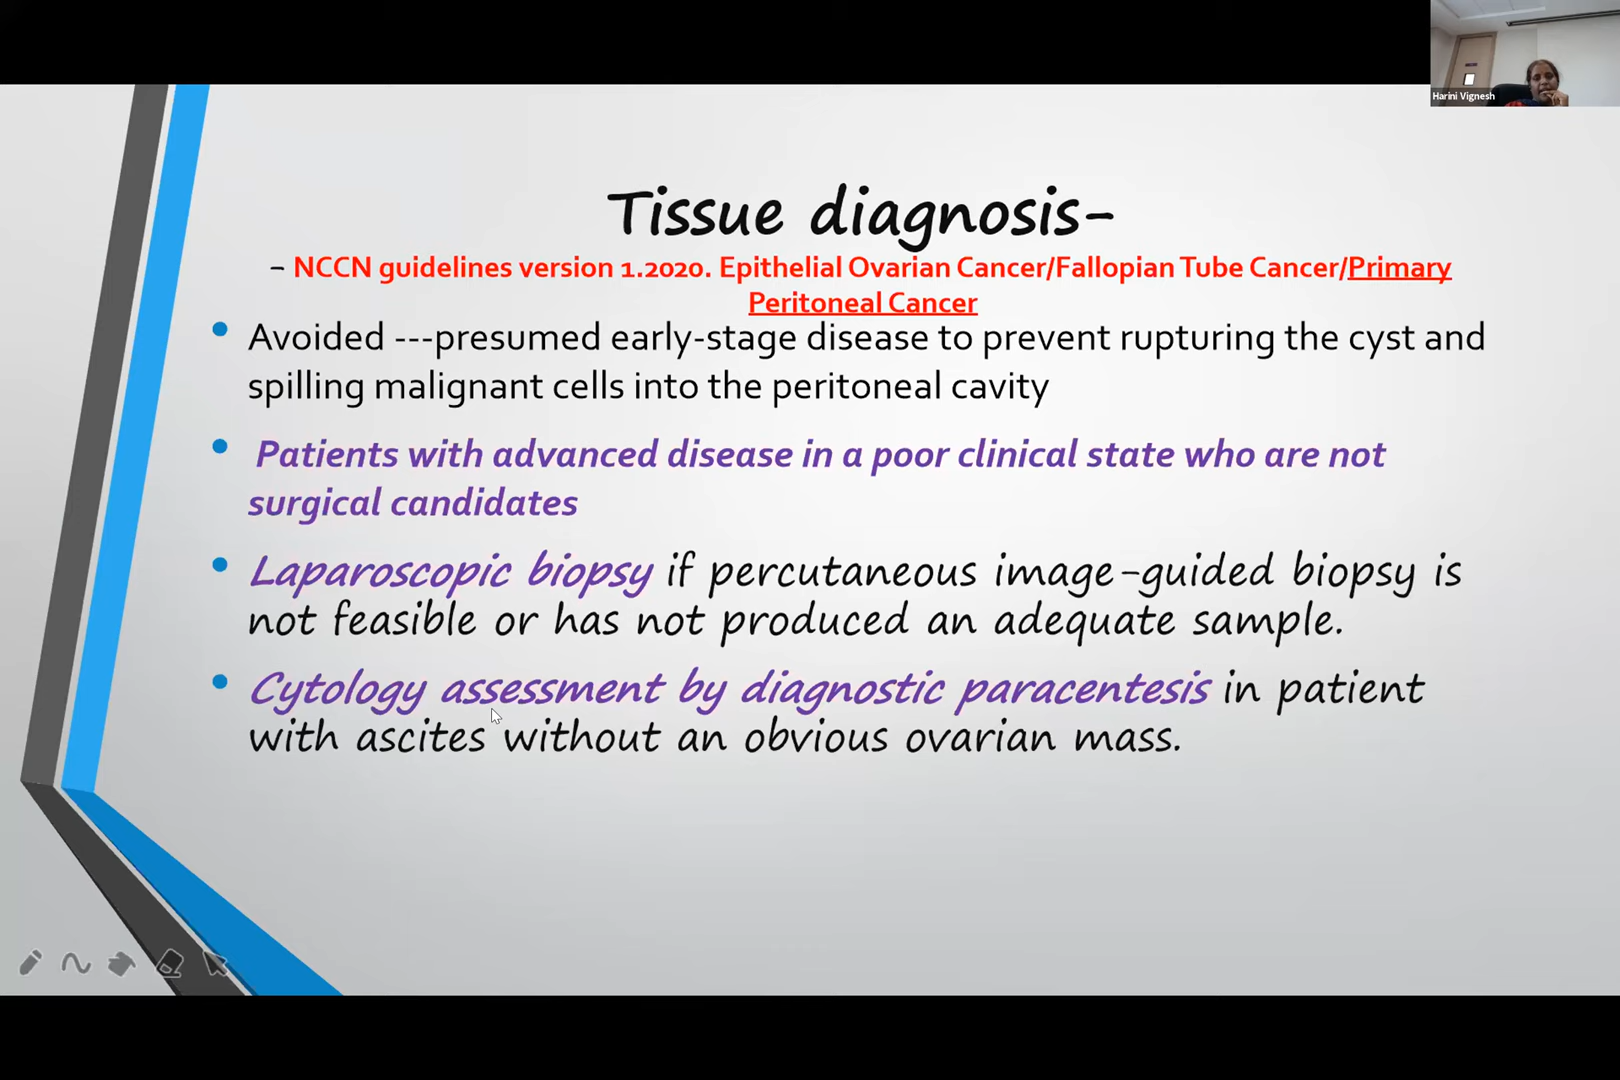 Harini Vignesh
Tissue diagnosis-
– NCCN guidelines version 1.2020. Epithelial Ovarian Cancer/Fallopian Tube Cancer/Primary
Peritoneal Cancer
• Avoided ---presumed early-stage disease to prevent rupturing the cyst and
spilling malignant cells into the peritoneal cavity
• Patients with advanced disease in a poor clinical state who are not
surgical candidates
• Laparoscopic biopsy if percutaneous image-guided biopsy is
not feasible or has not produced an adequate sample.
• Cytology assessment by diagnostic paracentesis in patient
with ascites without an obvious ovarian mass.